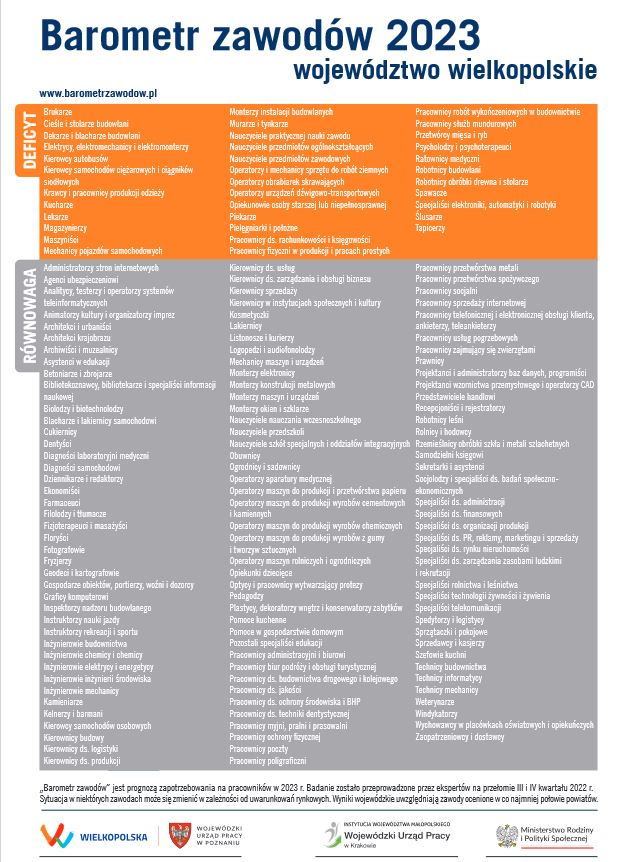 Barometr zawodów 2023
województwo wielkopolskie
www.barometrzawodow.pl
DEFICYT
Brukarze
Cieśle i stolarze budowlani
Dekarze i blacharze budowlani
Elektrycy, elektromechanicy i elektromonterzy
Kierowcy autobusów
Kierowcy samochodów ciężarowych i ciągników
siodłowych
Krawcy i pracownicy produkcji odzieży
Kucharze
Lekarze
Magazynierzy
Maszyniści
Mechanicy pojazdów samochodowych
Monterzy instalacji budowlanych
Murarze i tynkarze
Nauczyciele praktycznej nauki zawodu
Nauczyciele przedmiotów ogólnokształcących
Nauczyciele przedmiotów zawodowych
Operatorzy i mechanicy sprzętu do robót ziemnych
Operatorzy obrabiarek skrawających
Operatorzy urządzeń dźwigowo-transportowych
Opiekunowie osoby starszej lub niepełnosprawnej
Piekarze
Pielęgniarki i położne
Pracownicy ds. rachunkowości i księgowości
Pracownicy fizyczni w produkcji i pracach prostych
Pracownicy robót wykończeniowych w budownictwie
Pracownicy służb mundurowych
Przetwórcy mięsa i ryb
Psycholodzy i psychoterapeuci
Ratownicy medyczni
Robotnicy budowlani
Robotnicy obróbki drewna i stolarze
Spawacze
Specjaliści elektroniki, automatyki i robotyki
Ślusarze
Tapicerzy
RÓWNOWAGA
Administratorzy stron internetowych
Agenci ubezpieczeniowi
Analitycy, testerzy i operatorzy systemów
teleinformatycznych
Animatorzy kultury i organizatorzy imprez
Architekci i urbaniści
Architekci krajobrazu
Archiwiści i muzealnicy
Asystenci w edukacji
Betoniarze i zbrojarze
Bibliotekoznawcy, bibliotekarze i specjaliści informacji
naukowej
Biolodzy i biotechnolodzy
Blacharze i lakiernicy samochodowi
Cukiernicy
Dentyści
Diagności laboratoryjni medyczni
Diagności samochodowi
Dziennikarze i redaktorzy
Ekonomiści
Farmaceuci
Filolodzy i tłumacze
Fizjoterapeuci i masażyści
Floryści
Fotografowie
Fryzjerzy
Geodeci i kartografowie
Gospodarze obiektów, portierzy, woźni i dozorcy
Graficy komputerowi
Inspektorzy nadzoru budowlanego
Instruktorzy nauki jazdy
Instruktorzy rekreacji i sportu
Inżynierowie budownictwa
Inżynierowie chemicy i chemicy
Inżynierowie elektrycy i energetycy
Inżynierowie inżynierii środowiska
Inżynierowie mechanicy
Kamieniarze
Kelnerzy i barmani
Kierowcy samochodów osobowych
Kierownicy budowy
Kierownicy ds. logistyki
Kierownicy ds. produkcji
Kierownicy ds. usług
Kierownicy ds. zarządzania i obsługi biznesu
Kierownicy sprzedaży
Kierownicy w instytucjach społecznych i kultury
Kosmetyczki
Lakiernicy
Listonosze i kurierzy
Logopedzi i audiofonolodzy
Mechanicy maszyn i urządzeń
Monterzy elektronicy
Monterzy konstrukcji metalowych
Monterzy maszyn i urządzeń
Monterzy okien i szklarze
Nauczyciele nauczania wczesnoszkolnego
Nauczyciele przedszkoli
Nauczyciele szkół specjalnych i oddziałów integracyjnych
Obuwnicy
Ogrodnicy i sadownicy
Operatorzy aparatury medycznej
Operatorzy maszyn do produkcji i przetwórstwa papieru
Operatorzy maszyn do produkcji wyrobów cementowych
i kamiennych
Operatorzy maszyn do produkcji wyrobów chemicznych
Operatorzy maszyn do produkcji wyrobów z gumy
i tworzyw sztucznych
Operatorzy maszyn rolniczych i ogrodniczych
Opiekunki dziecięce
Optycy i pracownicy wytwarzający protezy
Pedagodzy
Plastycy, dekoratorzy wnętrz i konserwatorzy zabytków
Pomoce kuchenne
Pomoce w gospodarstwie domowym
Pozostali specjaliści edukacji
Pracownicy administracyjni i biurowi
Pracownicy biur podróży i obsługi turystycznej
Pracownicy ds. budownictwa drogowego i kolejowego
Pracownicy ds. jakości
Pracownicy ds. ochrony środowiska i BHP
Pracownicy ds. techniki dentystycznej
Pracownicy myjni, pralni i prasowalni
Pracownicy ochrony fizycznej
Pracownicy poczty
Pracownicy poligraficzni
Pracownicy przetwórstwa metali
Pracownicy przetwórstwa spożywczego
Pracownicy socjalni
Pracownicy sprzedaży internetowej
Pracownicy telefonicznej i elektronicznej obsługi klienta,
ankieterzy, teleankieterzy
Pracownicy usług pogrzebowych
Pracownicy zajmujący się zwierzętami
Prawnicy
Projektanci i administratorzy baz danych, programiści
Projektanci wzornictwa przemysłowego i operatorzy CAD
Przedstawiciele handlowi
Recepcjoniści i rejestratorzy
Robotnicy leśni
Rolnicy i hodowcy
Rzemieślnicy obróbki szkła i metali szlachetnych
Samodzielni księgowi
Sekretarki i asystenci
Socjolodzy i specjaliści ds. badań społeczno-
ekonomicznych
Specjaliści ds. administracji
Specjaliści ds. finansowych
Specjaliści ds. organizacji produkcji
Specjaliści ds. PR, reklamy, marketingu i sprzedaży
Specjaliści ds. rynku nieruchomości
Specjaliści ds. zarządzania zasobami ludzkimi
i rekrutacji
Specjaliści rolnictwa i leśnictwa
Specjaliści technologii żywności i żywienia
Specjaliści telekomunikacji
Spedytorzy i logistycy
Sprzątaczki i pokojowe
Sprzedawcy i kasjerzy
Szefowie kuchni
Technicy budownictwa
Technicy informatycy
Technicy mechanicy
Weterynarze
Windykatorzy
Wychowawcy w placówkach oświatowych i opiekuńczych
Zaopatrzeniowcy i dostawcy
„Barometr zawodów” jest prognozą zapotrzebowania na pracowników w 2023 r. Badanie zostało przeprowadzone przez ekspertów na przełomie III i IV kwartału 2022 r.
Sytuacja w niektórych zawodach może się zmienić w zależności od uwarunkowań rynkowych. Wyniki wojewódzkie uwzględniają zawody ocenione w co najmniej połowie powiatów.
WIELKOPOLSKA
WOJEWÓDZKI
URZĄD PRACY
W POZNANIU
INSTYTUCJA WOJEWÓDZTWA MAŁOPOLSKIEGO
Wojewódzki Urząd Pracy
w Krakowie
Ministerstwo Rodziny
i Polityki Społecznej